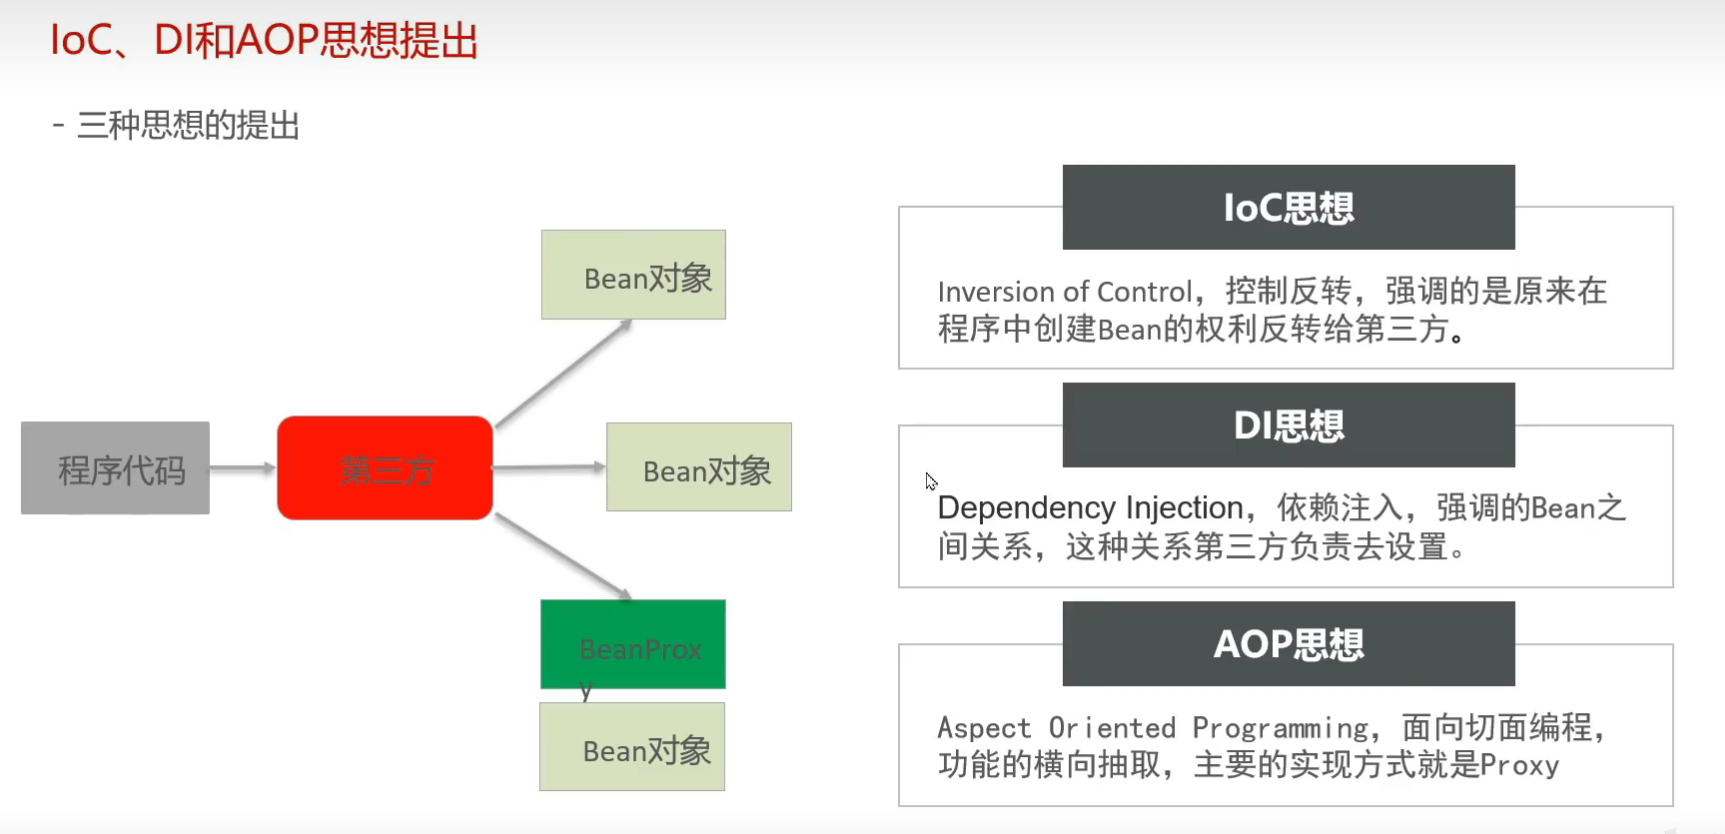 IoC、DI和AOP思想提出
- 三种思想的提出
Bean对象
程序代码
第三方
Bean对象
BeanProx
y
Bean对象
IoC思想
Inversion of Control，控制反转，强调的是原来在
程序中创建Bean的权利反转给第三方。
DI思想
Dependency Injection，依赖注入，强调的Bean之
间关系，这种关系第三方负责去设置。
AOP思想
Aspect Oriented Programming，面向切面编程，
功能的横向抽取，主要的实现方式就是Proxy